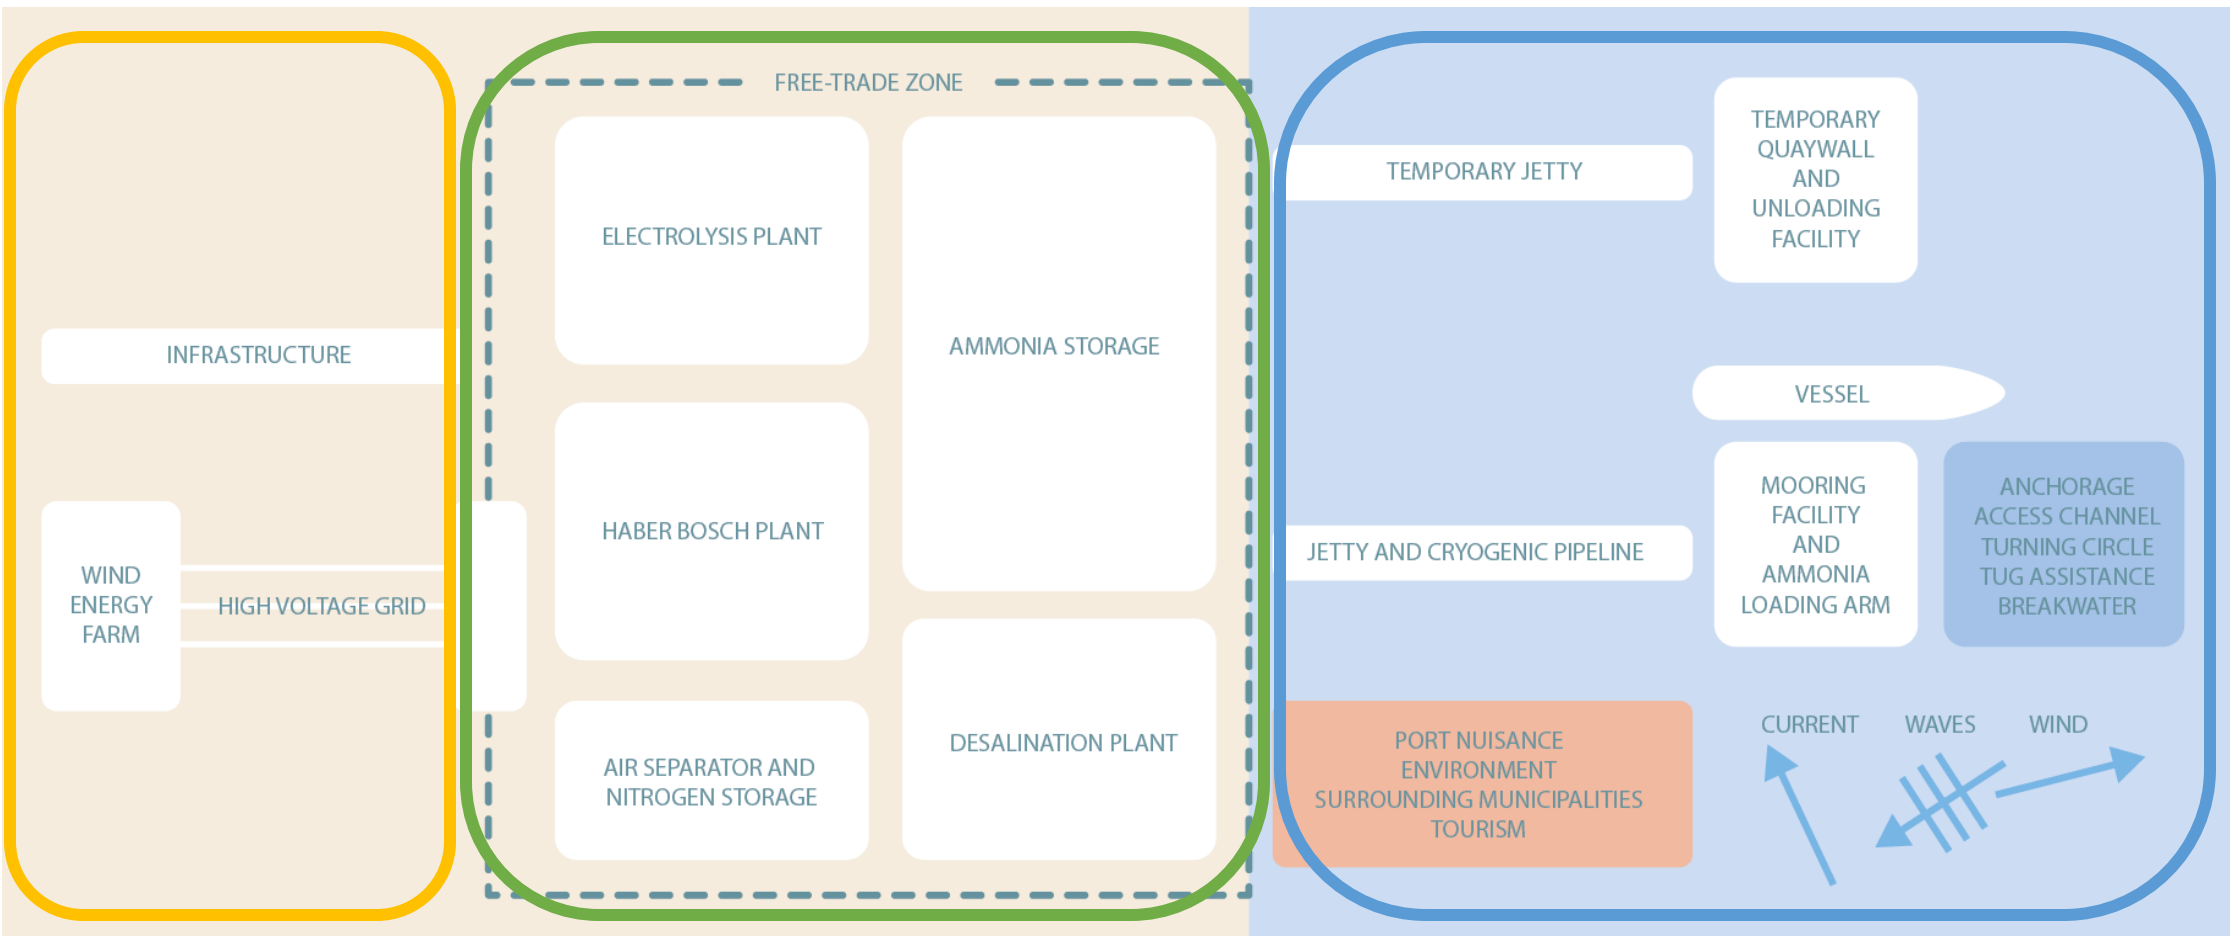 INFRASTRUCTURE
WIND
ENERGY
FARM
HIGH VOLTAGE GRID
FREE-TRADE ZONE
ELECTROLYSIS PLANT
HABER BOSCH PLANT
AIR SEPARATOR AND
NITROGEN STORAGE
AMMONIA STORAGE
DESALINATION PLANT
TEMPORARY JETTY
TEMPORARY
QUAYWALL
AND
UNLOADING
FACILITY
VESSEL
JETTY AND CRYOGENIC PIPELINE
MOORING
FACILITY
AND
AMMONIA
LOADING ARM
ANCHORAGE
ACCESS CHANNEL
TURNING CIRCLE
TUG ASSISTANCE
BREAKWATER
PORT NUISANCE
ENVIRONMENT
SURROUNDING MUNICIPALITIES
TOURISM
CURRENT
WAVES
WIND